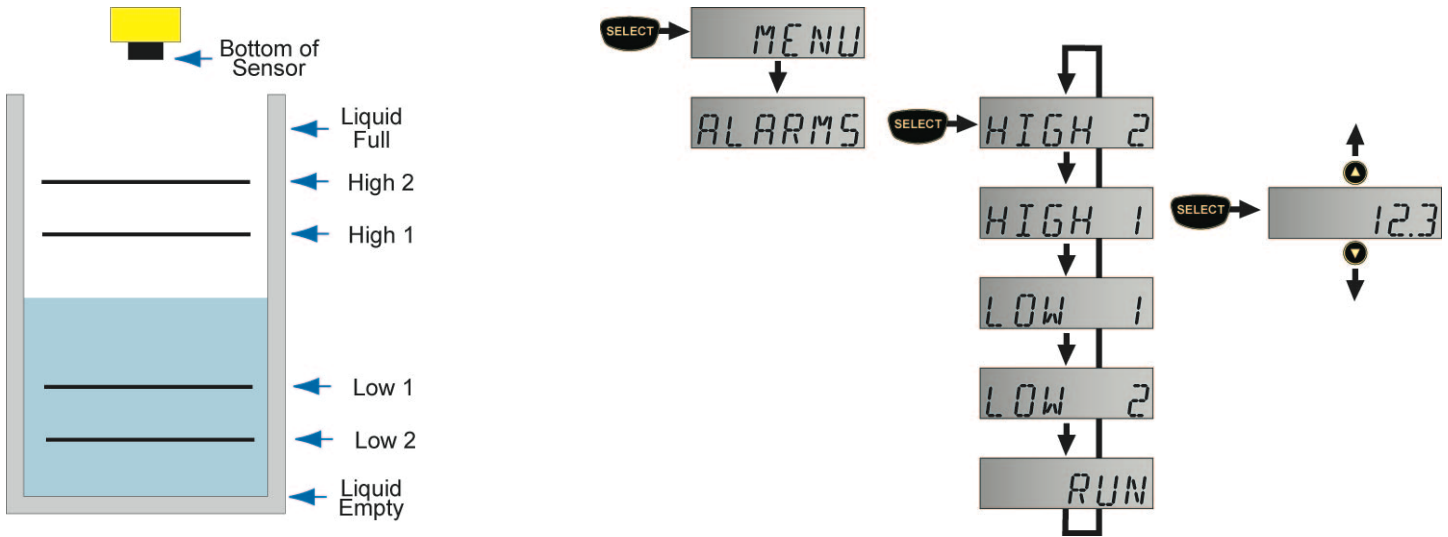 Bottom of
Sensor
Liquid
Full
High 2
High 1
Low 1
Low 2
Liquid
Empty
SELECT
MENU
ALARMS
SELECT
HIGH 2
HIGH 1
LOW 1
LOW 2
RUN
SELECT
12.3